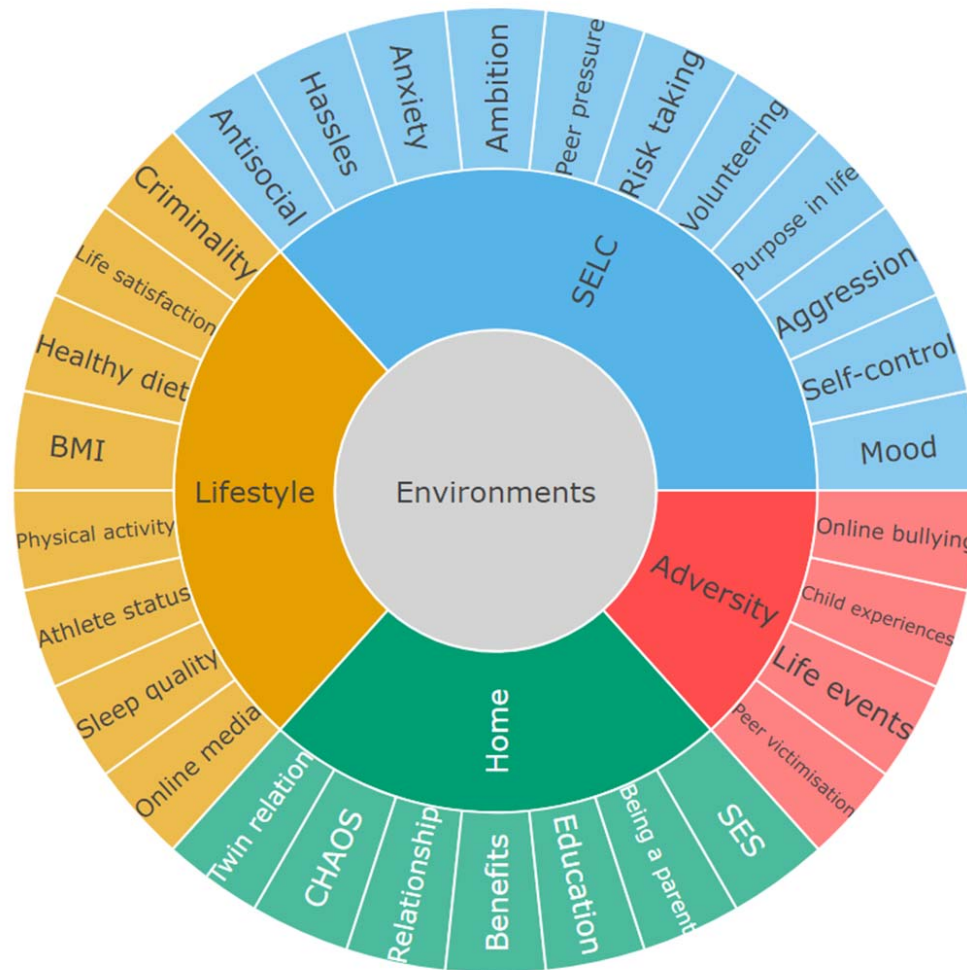 Environments
SELC
Adversity
Home
Lifestyle
Antisocial
Hassles
Anxiety
Ambition
Peer pressure
Risk taking
Volunteering
Purpose in life
Aggression
Self-control
Mood
Online bullying
Child experiences
Life events
Peer victimisation
SES
Being a parent
Education
Benefits
Relationship
CHAOS
Twin relation
Online media
Sleep quality
Athlete status
Physical activity
BMI
Healthy diet
Life satisfaction
Criminality